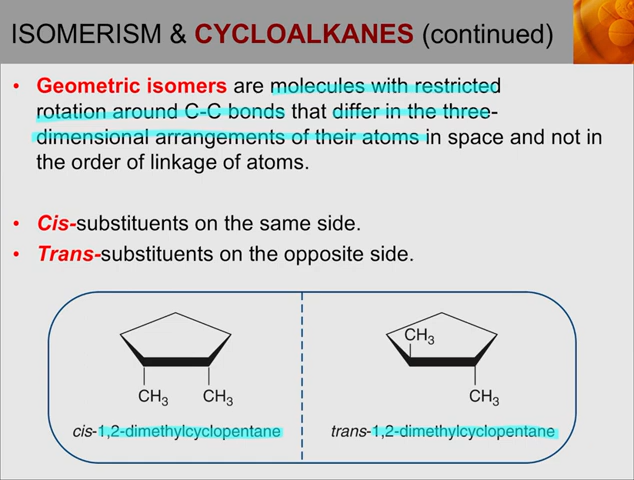 ISOMERISM & CYCLOALKANES (continued)
• Geometric isomers are molecules with restricted
rotation around C-C bonds that differ in the three-
dimensional arrangements of their atoms in space and not in
the order of linkage of atoms.
• Cis-substituents on the same side.
• Trans-substituents on the opposite side.
CH3
CH3 CH3
CH3
cis-1,2-dimethylcyclopentane
trans-1,2-dimethylcyclopentane